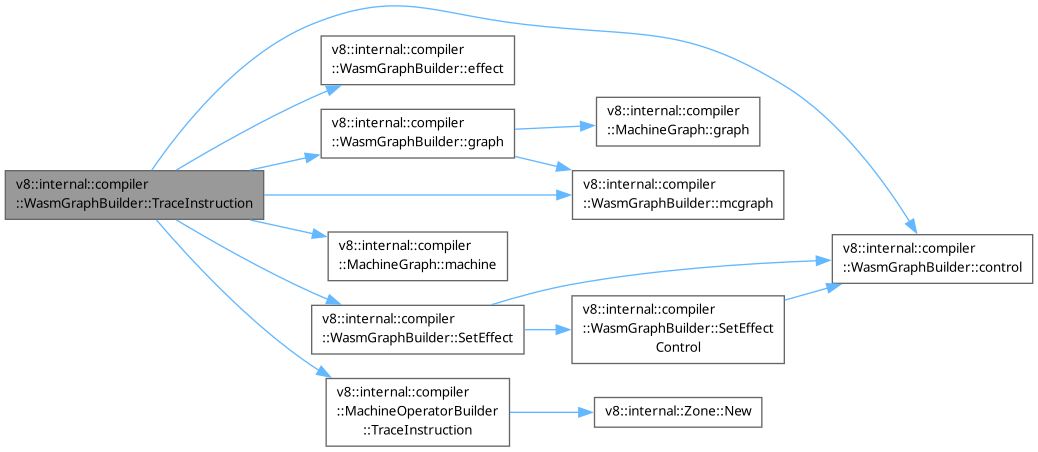 v8::internal::compiler
::WasmGraphBuilder::effect
v8::internal::compiler
::MachineGraph::graph
v8::internal::compiler
::WasmGraphBuilder::graph
v8::internal::compiler
::WasmGraphBuilder::TraceInstruction
v8::internal::compiler
::WasmGraphBuilder::mcgraph
v8::internal::compiler
::MachineGraph::machine
v8::internal::compiler
::WasmGraphBuilder::control
v8::internal::compiler
::WasmGraphBuilder::SetEffect
v8::internal::compiler
::WasmGraphBuilder::SetEffect
Control
v8::internal::compiler
::MachineOperatorBuilder
::TraceInstruction
v8::internal::Zone::New